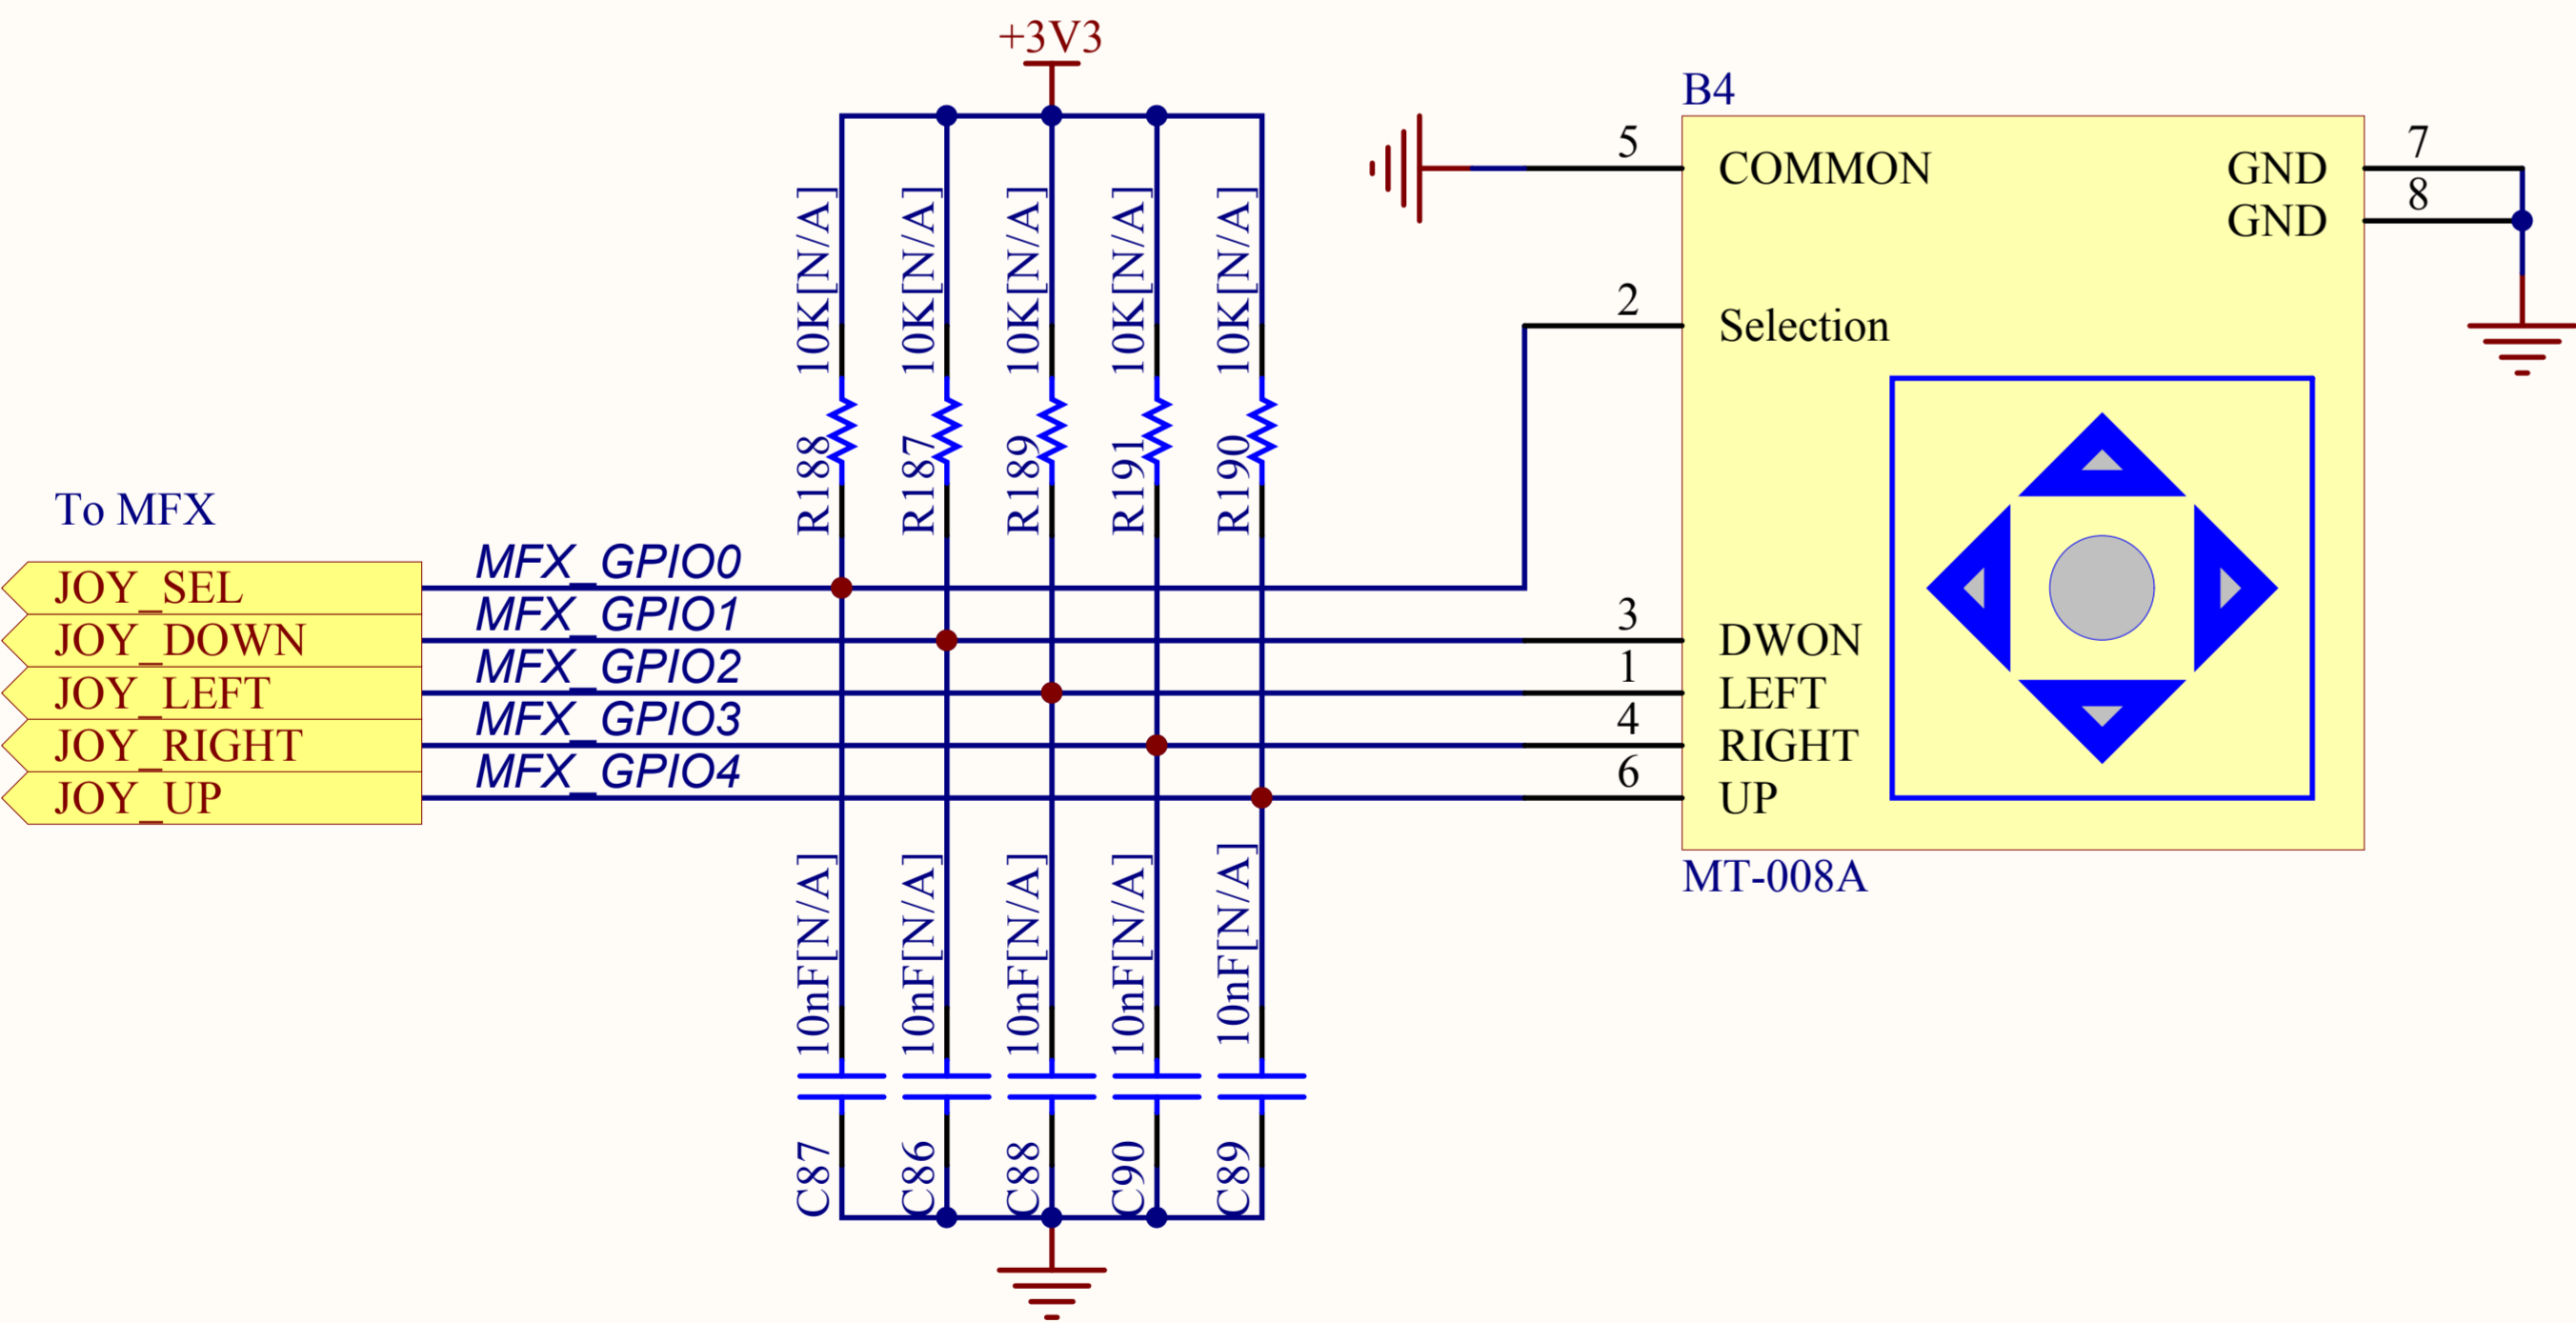 +3V3
B4
5
COMMON
GND
7
GND
8
2
Selection
10K[N/A]
10K[N/A]
10K[N/A]
10K[N/A]
10K[N/A]
R188
R187
R189
R191
R190
To MFX
JOY_SEL
MFX_GPIO0
JOY_DOWN
MFX_GPIO1
3
DWON
JOY_LEFT
MFX_GPIO2
1
LEFT
JOY_RIGHT
MFX_GPIO3
4
RIGHT
JOY_UP
MFX_GPIO4
6
UP
MT-008A
10nF[N/A]
10nF[N/A]
10nF[N/A]
10nF[N/A]
10nF[N/A]
C87
C86
C88
C90
C89